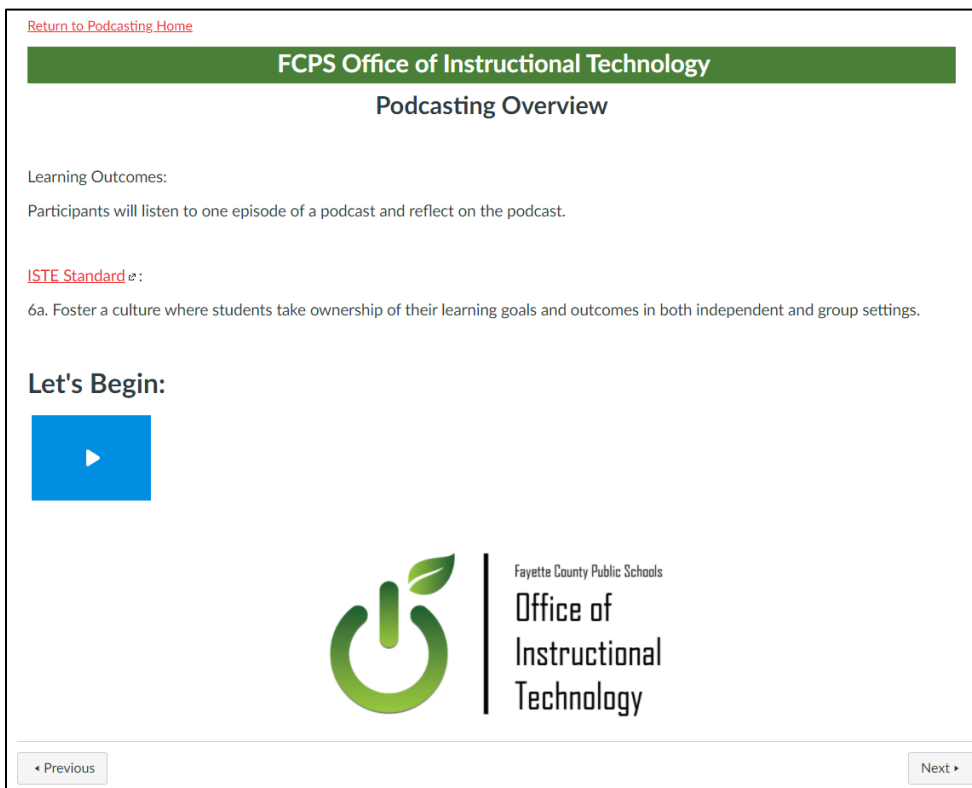 Return to Podcasting Home
FCPS Office of Instructional Technology
Podcasting Overview
Learning Outcomes:
Participants will listen to one episode of a podcast and reflect on the podcast.
ISTE Standard :
6a. Foster a culture where students take ownership of their learning goals and outcomes in both independent and group settings.
Let's Begin:
Fayette County Public Schools
Office of
Instructional
Technology
Previous
Next